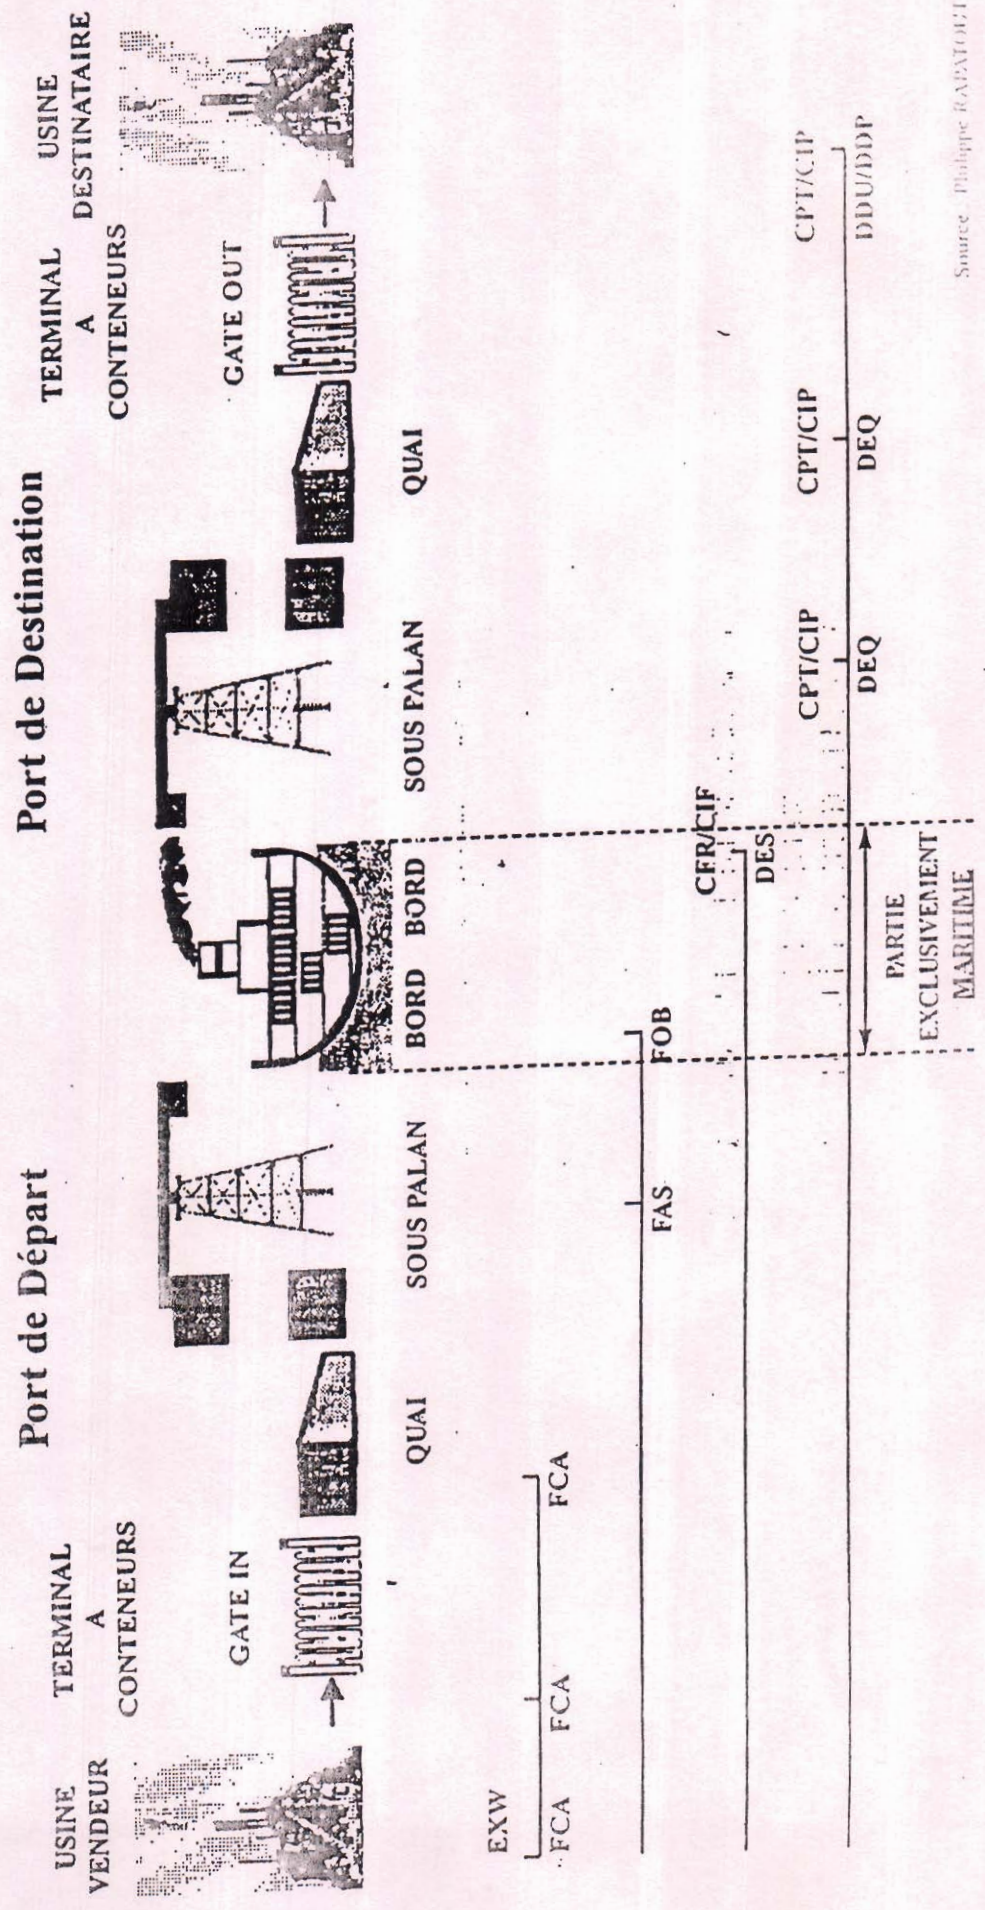 Port de Départ
Port de Destination
USINE
VENDEUR
TERMINAL
A
CONTENEURS
TERMINAL
A
CONTENEURS
USINE
DESTINATAIRE
GATE IN
GATE OUT
QUAI
SOUS PALAN
BORD
BORD
SOUS PALAN
QUAI
EXW
FCA
FCA
FCA
FAS
FOB
CFR/CIF
DES
CPT/CIP
CPT/CIP
CPT/CIP
DEQ
DEQ
DDU/DDP
PARTIE
EXCLUSIVEMENT
MARITIME
Source : Philippe